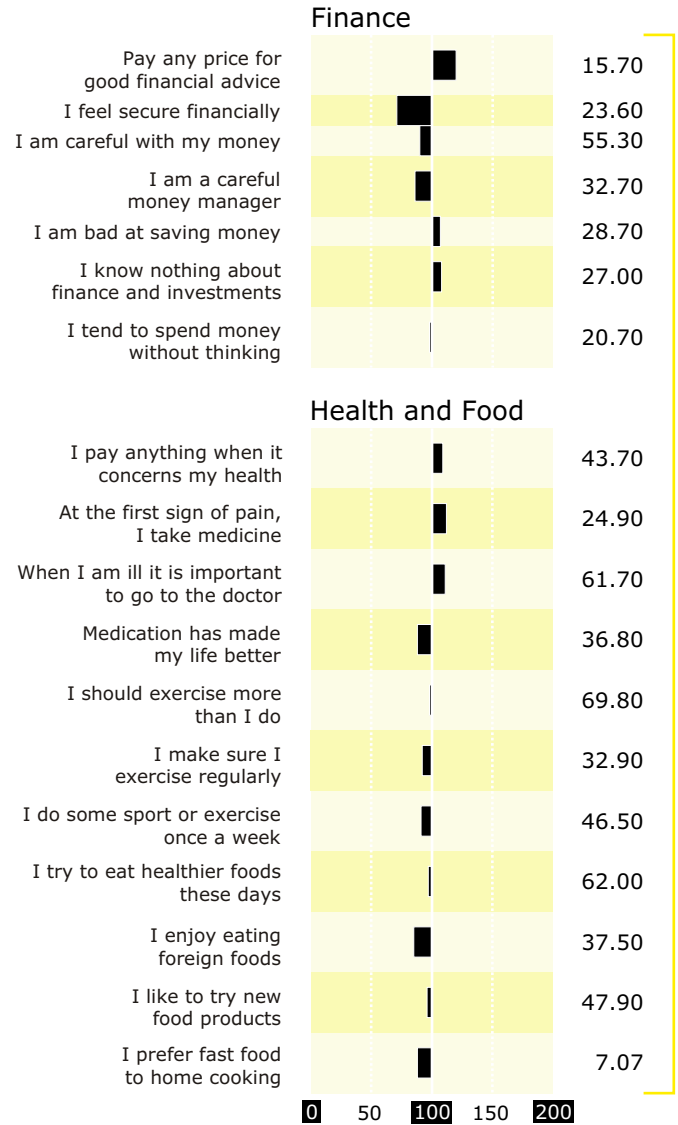 Finance
Pay any price for
good financial advice
15.70
I feel secure financially
23.60
I am careful with my money
55.30
I am a careful
money manager
32.70
I am bad at saving money
28.70
I know nothing about
finance and investments
27.00
I tend to spend money
without thinking
20.70
Health and Food
I pay anything when it
concerns my health
43.70
At the first sign of pain,
I take medicine
24.90
When I am ill it is important
to go to the doctor
61.70
Medication has made
my life better
36.80
I should exercise more
than I do
69.80
I make sure I
exercise regularly
32.90
I do some sport or exercise
once a week
46.50
I try to eat healthier foods
these days
62.00
I enjoy eating
foreign foods
37.50
I like to try new
food products
47.90
I prefer fast food
to home cooking
7.07
0 50 100 150 200